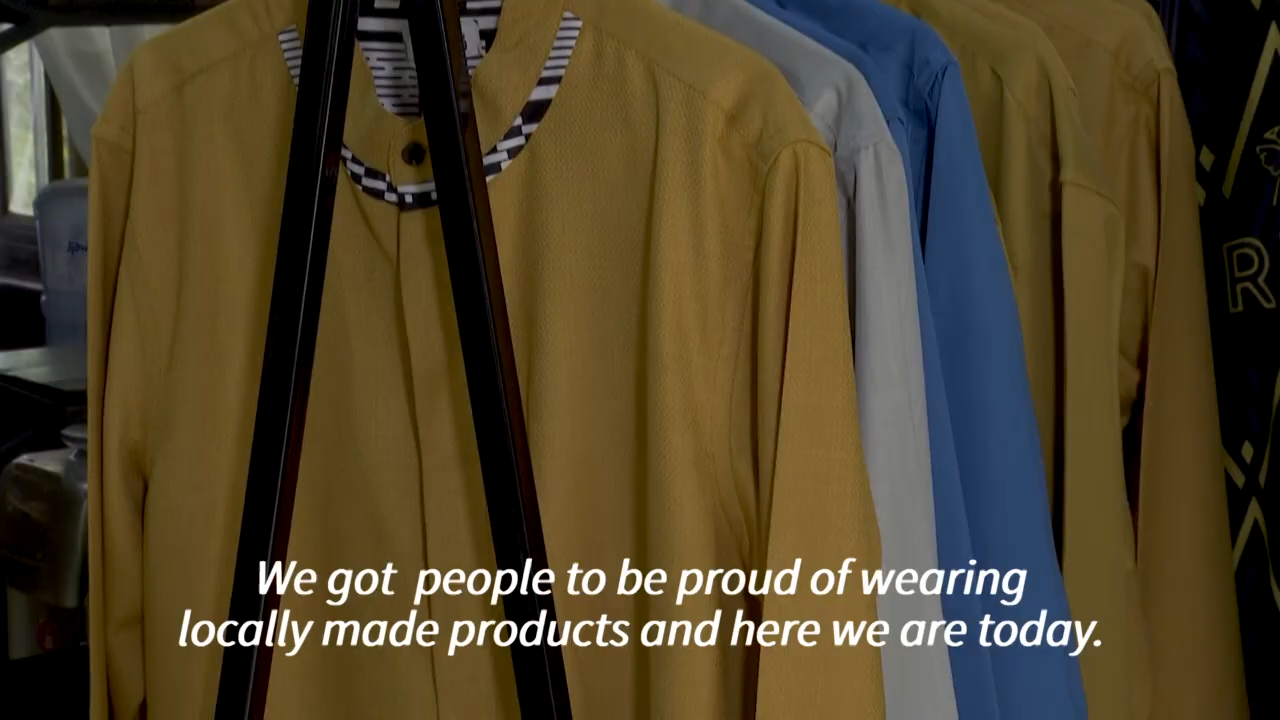 We got  people to be proud of wearing
locally made products and here we are today.
R